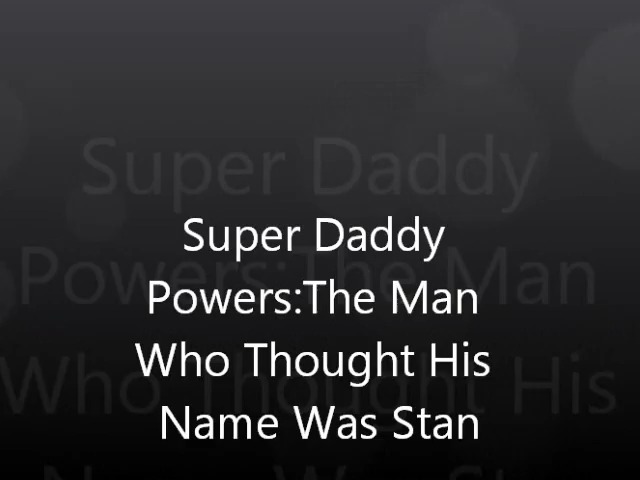 Super Daddy
Powers:The Man
Who Thought His
Name Was Stan